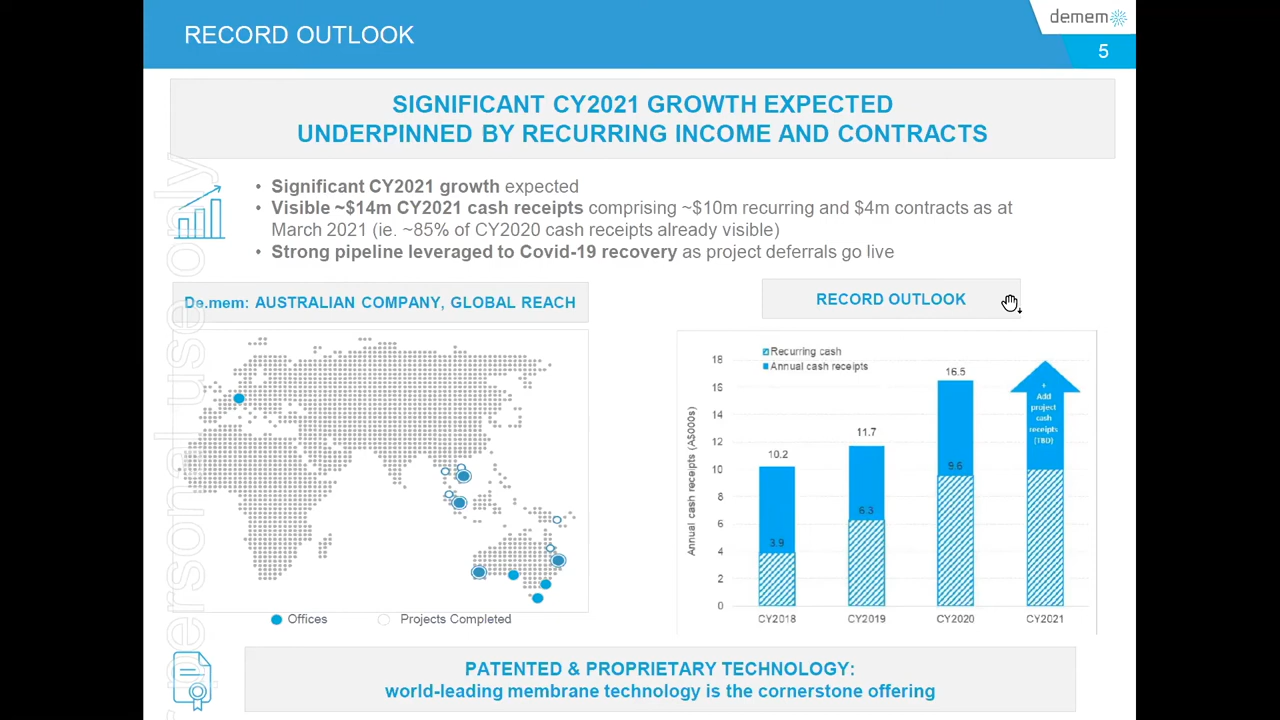 RECORD OUTLOOK
demem
5
SIGNIFICANT CY2021 GROWTH EXPECTED
UNDERPINNED BY RECURRING INCOME AND CONTRACTS
• Significant CY2021 growth expected
• Visible ~$14m CY2021 cash receipts comprising ~$10m recurring and $4m contracts as at
March 2021 (ie. ~85% of CY2020 cash receipts already visible)
• Strong pipeline leveraged to Covid-19 recovery as project deferrals go live
De.mem: AUSTRALIAN COMPANY, GLOBAL REACH
Offices
Projects Completed
RECORD OUTLOOK
Recurring cash
Annual cash receipts
Annual cash receipts (A$000s)
18
16
14
12
10
8
6
4
2
0
10.2
3.9
11.7
6.3
16.5
9.6
+
Add
project
cash
receipts
(TBD)
CY2018
CY2019
CY2020
CY2021
PATENTED & PROPRIETARY TECHNOLOGY:
world-leading membrane technology is the cornerstone offering
personal use only